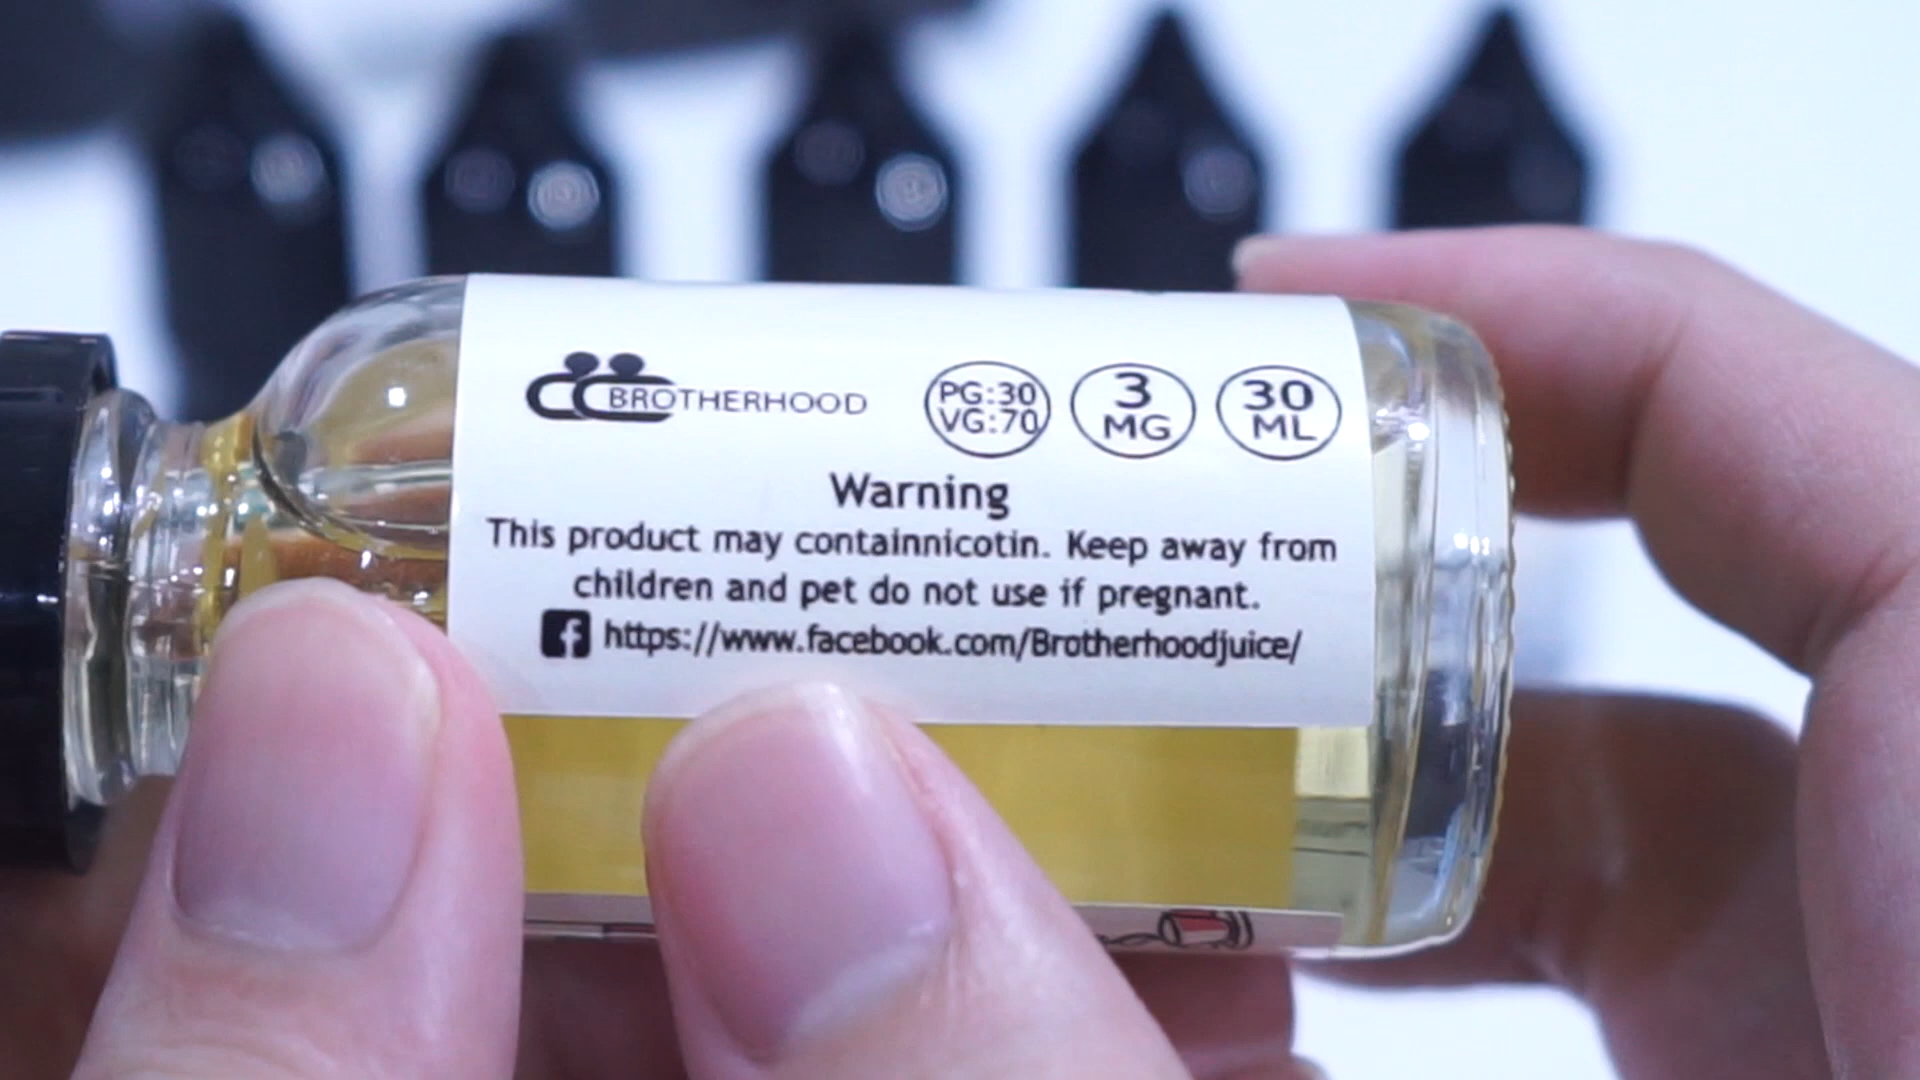 BROTHERHOOD
PG:30
VG:70
3
MG
30
ML
Warning
This product may containnicotin. Keep away from
children and pet do not use if pregnant.
https://www.facebook.com/Brotherhoodjuice/